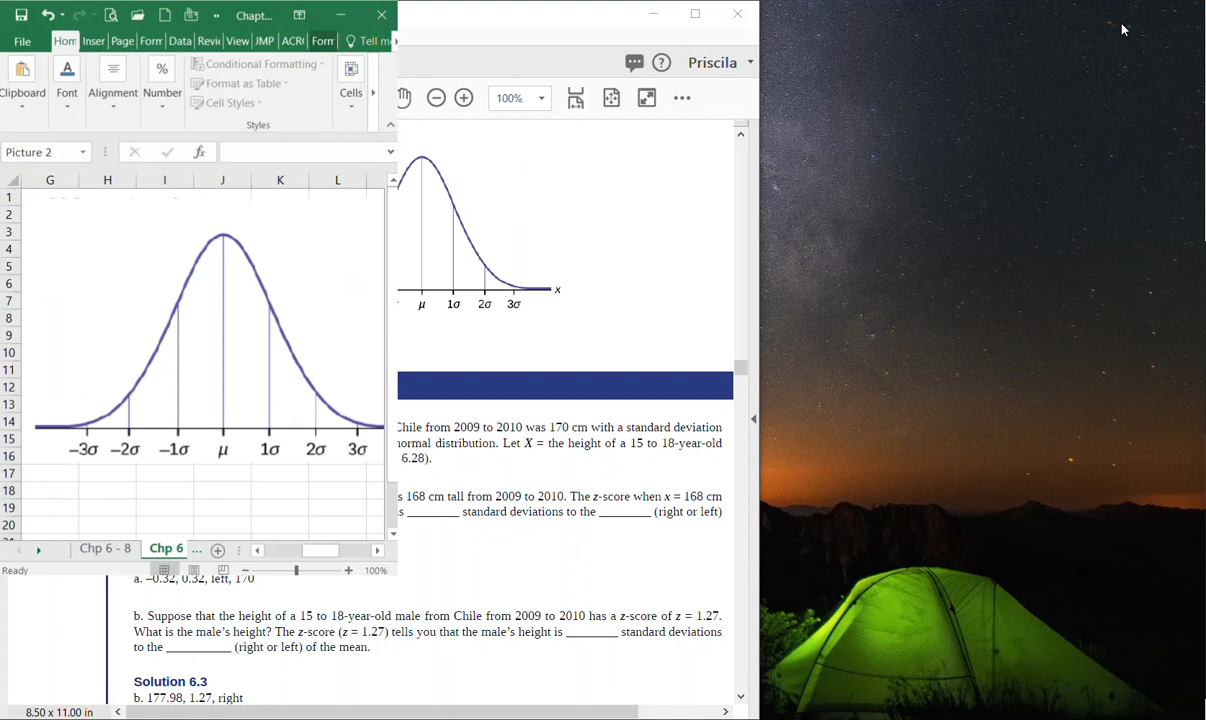 Chapt...
File Hom Inser Page Forn Data Revi View JMP ACR Form Tell me
Clipboard Font Alignment Number Conditional Formatting Format as Table Cell Styles Styles Cells
Picture 2 fx
G H I J K L
1
2
3
4
5
6
7
8
9
10
11
12
13
14
15
16
17
18
19
20
−3σ −2σ −1σ μ 1σ 2σ 3σ
Chp 6 - 8 Chp 6 ...
Ready 100%
Priscila
100%
μ 1σ 2σ 3σ x
Chile from 2009 to 2010 was 170 cm with a standard deviation
normal distribution. Let X = the height of a 15 to 18-year-old
6.28).
s 168 cm tall from 2009 to 2010. The z-score when x = 168 cm
is ________ standard deviations to the ________ (right or left)
a. –0.32, 0.32, left, 170
b. Suppose that the height of a 15 to 18-year-old male from Chile from 2009 to 2010 has a z-score of z = 1.27.
What is the male’s height? The z-score (z = 1.27) tells you that the male’s height is ________ standard deviations
to the __________ (right or left) of the mean.
Solution 6.3
b. 177.98, 1.27, right
8.50 x 11.00 in